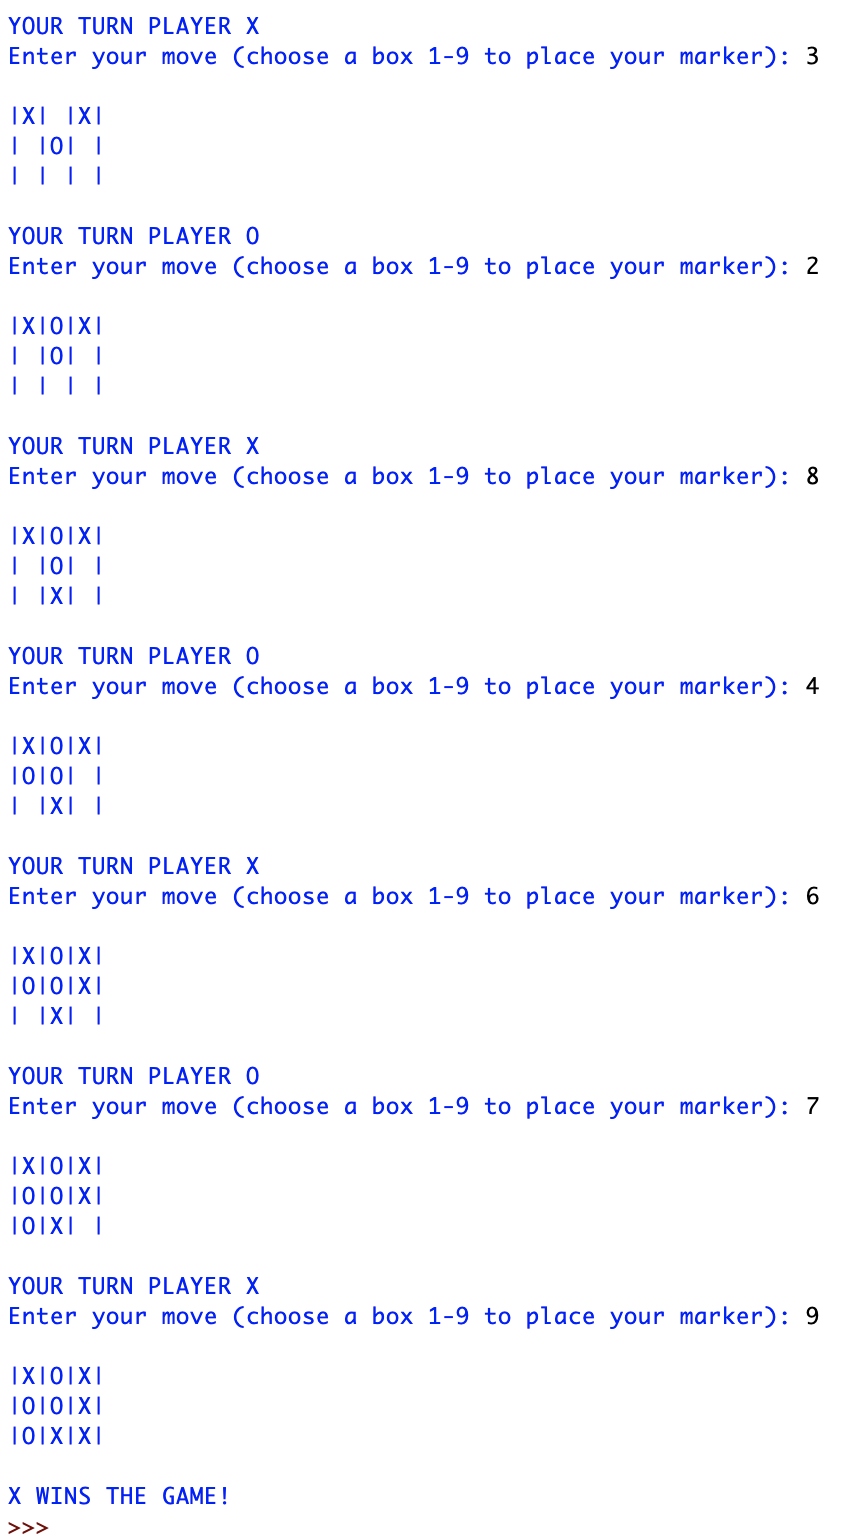 YOUR TURN PLAYER X
Enter your move (choose a box 1-9 to place your marker): 3
|X| |X|
| |O| |
| | | |
YOUR TURN PLAYER O
Enter your move (choose a box 1-9 to place your marker): 2
|X|O|X|
| |O| |
| | | |
YOUR TURN PLAYER X
Enter your move (choose a box 1-9 to place your marker): 8
|X|O|X|
| |O| |
| |X| |
YOUR TURN PLAYER O
Enter your move (choose a box 1-9 to place your marker): 4
|X|O|X|
|O|O| |
| |X| |
YOUR TURN PLAYER X
Enter your move (choose a box 1-9 to place your marker): 6
|X|O|X|
|O|O|X|
| |X| |
YOUR TURN PLAYER O
Enter your move (choose a box 1-9 to place your marker): 7
|X|O|X|
|O|O|X|
|O|X| |
YOUR TURN PLAYER X
Enter your move (choose a box 1-9 to place your marker): 9
|X|O|X|
|O|O|X|
|O|X|X|
X WINS THE GAME!
>>>